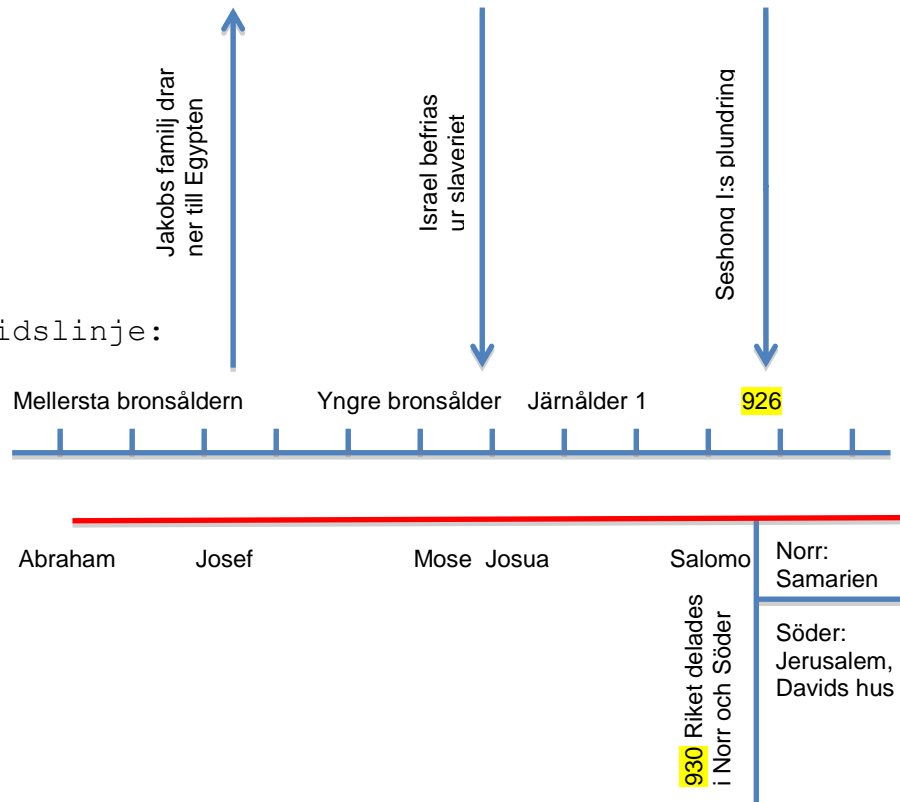 Jakobs familj drar
ner till Egypten
Israel befrias
ur slaveriet
Seshonq I:s plundring
idslinje:
Mellersta bronsåldern
Yngre bronsålder
Järnålder 1
926
Abraham
Josef
Mose
Josua
Salomo
Norr:
Samarien
Söder:
Jerusalem,
Davids hus
930 Riket delades
i Norr och Söder